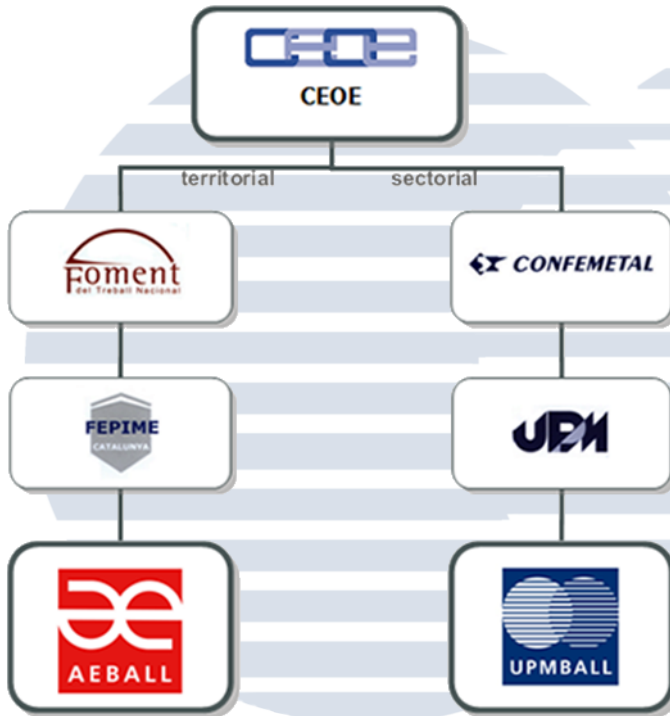 ceoe
CEOE
territorial
sectorial
Foment
del Treball Nacional
CONFEMETAL
FEPIME
CATALUNYA
UPM
æ
AEBALL
UPMBALL